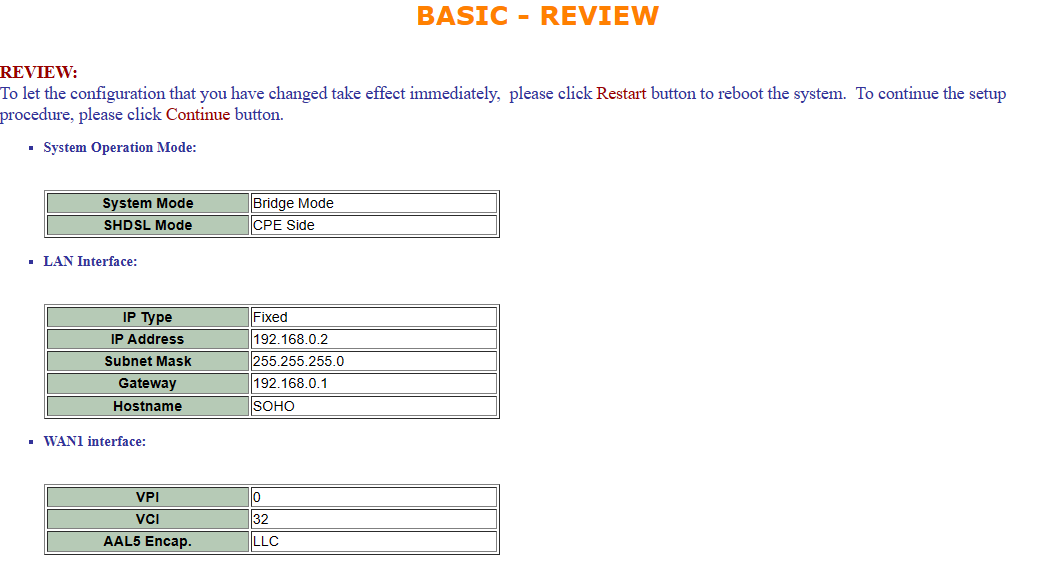 BASIC - REVIEW
REVIEW:
To let the configuration that you have changed take effect immediately,  please click Restart button to reboot the system.  To continue the setup
procedure, please click Continue button.
System Operation Mode:
System Mode Bridge Mode
SHDSL Mode CPE Side
LAN Interface:
IP Type Fixed
IP Address 192.168.0.2
Subnet Mask 255.255.255.0
Gateway 192.168.0.1
Hostname SOHO
WAN1 interface:
VPI 0
VCI 32
AAL5 Encap. LLC